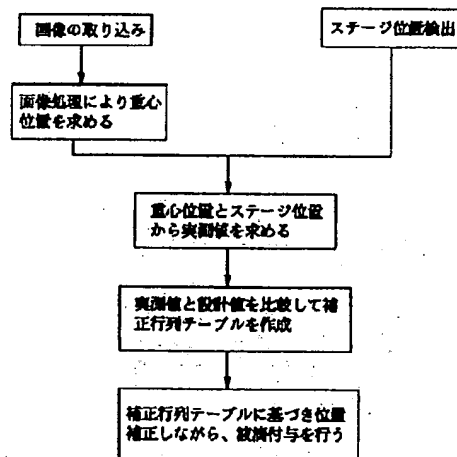 画像の取り込み
ステージ位置検出
画像処理により重心
位置を求める
重心位置とステージ位置
から実測値を求める
実測値と設計値を比較して補
正行列テーブルを作成
補正行列テーブルに基づき位置
補正しながら、液滴付与を行う